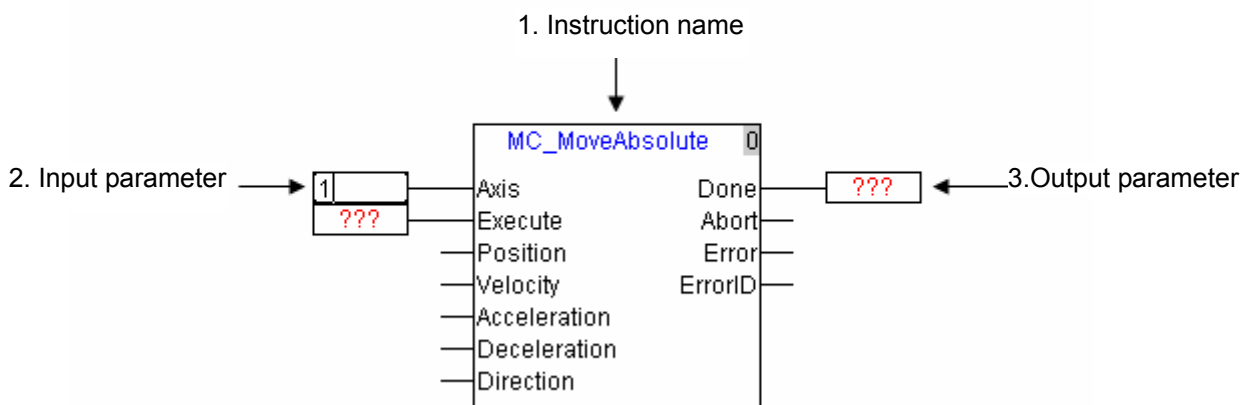 1. Instruction name
MC_MoveAbsolute 0
2. Input parameter 1 Axis Done ??? 3.Output parameter
??? Execute Abort
Position Error
Velocity ErrorID
Acceleration
Deceleration
Direction